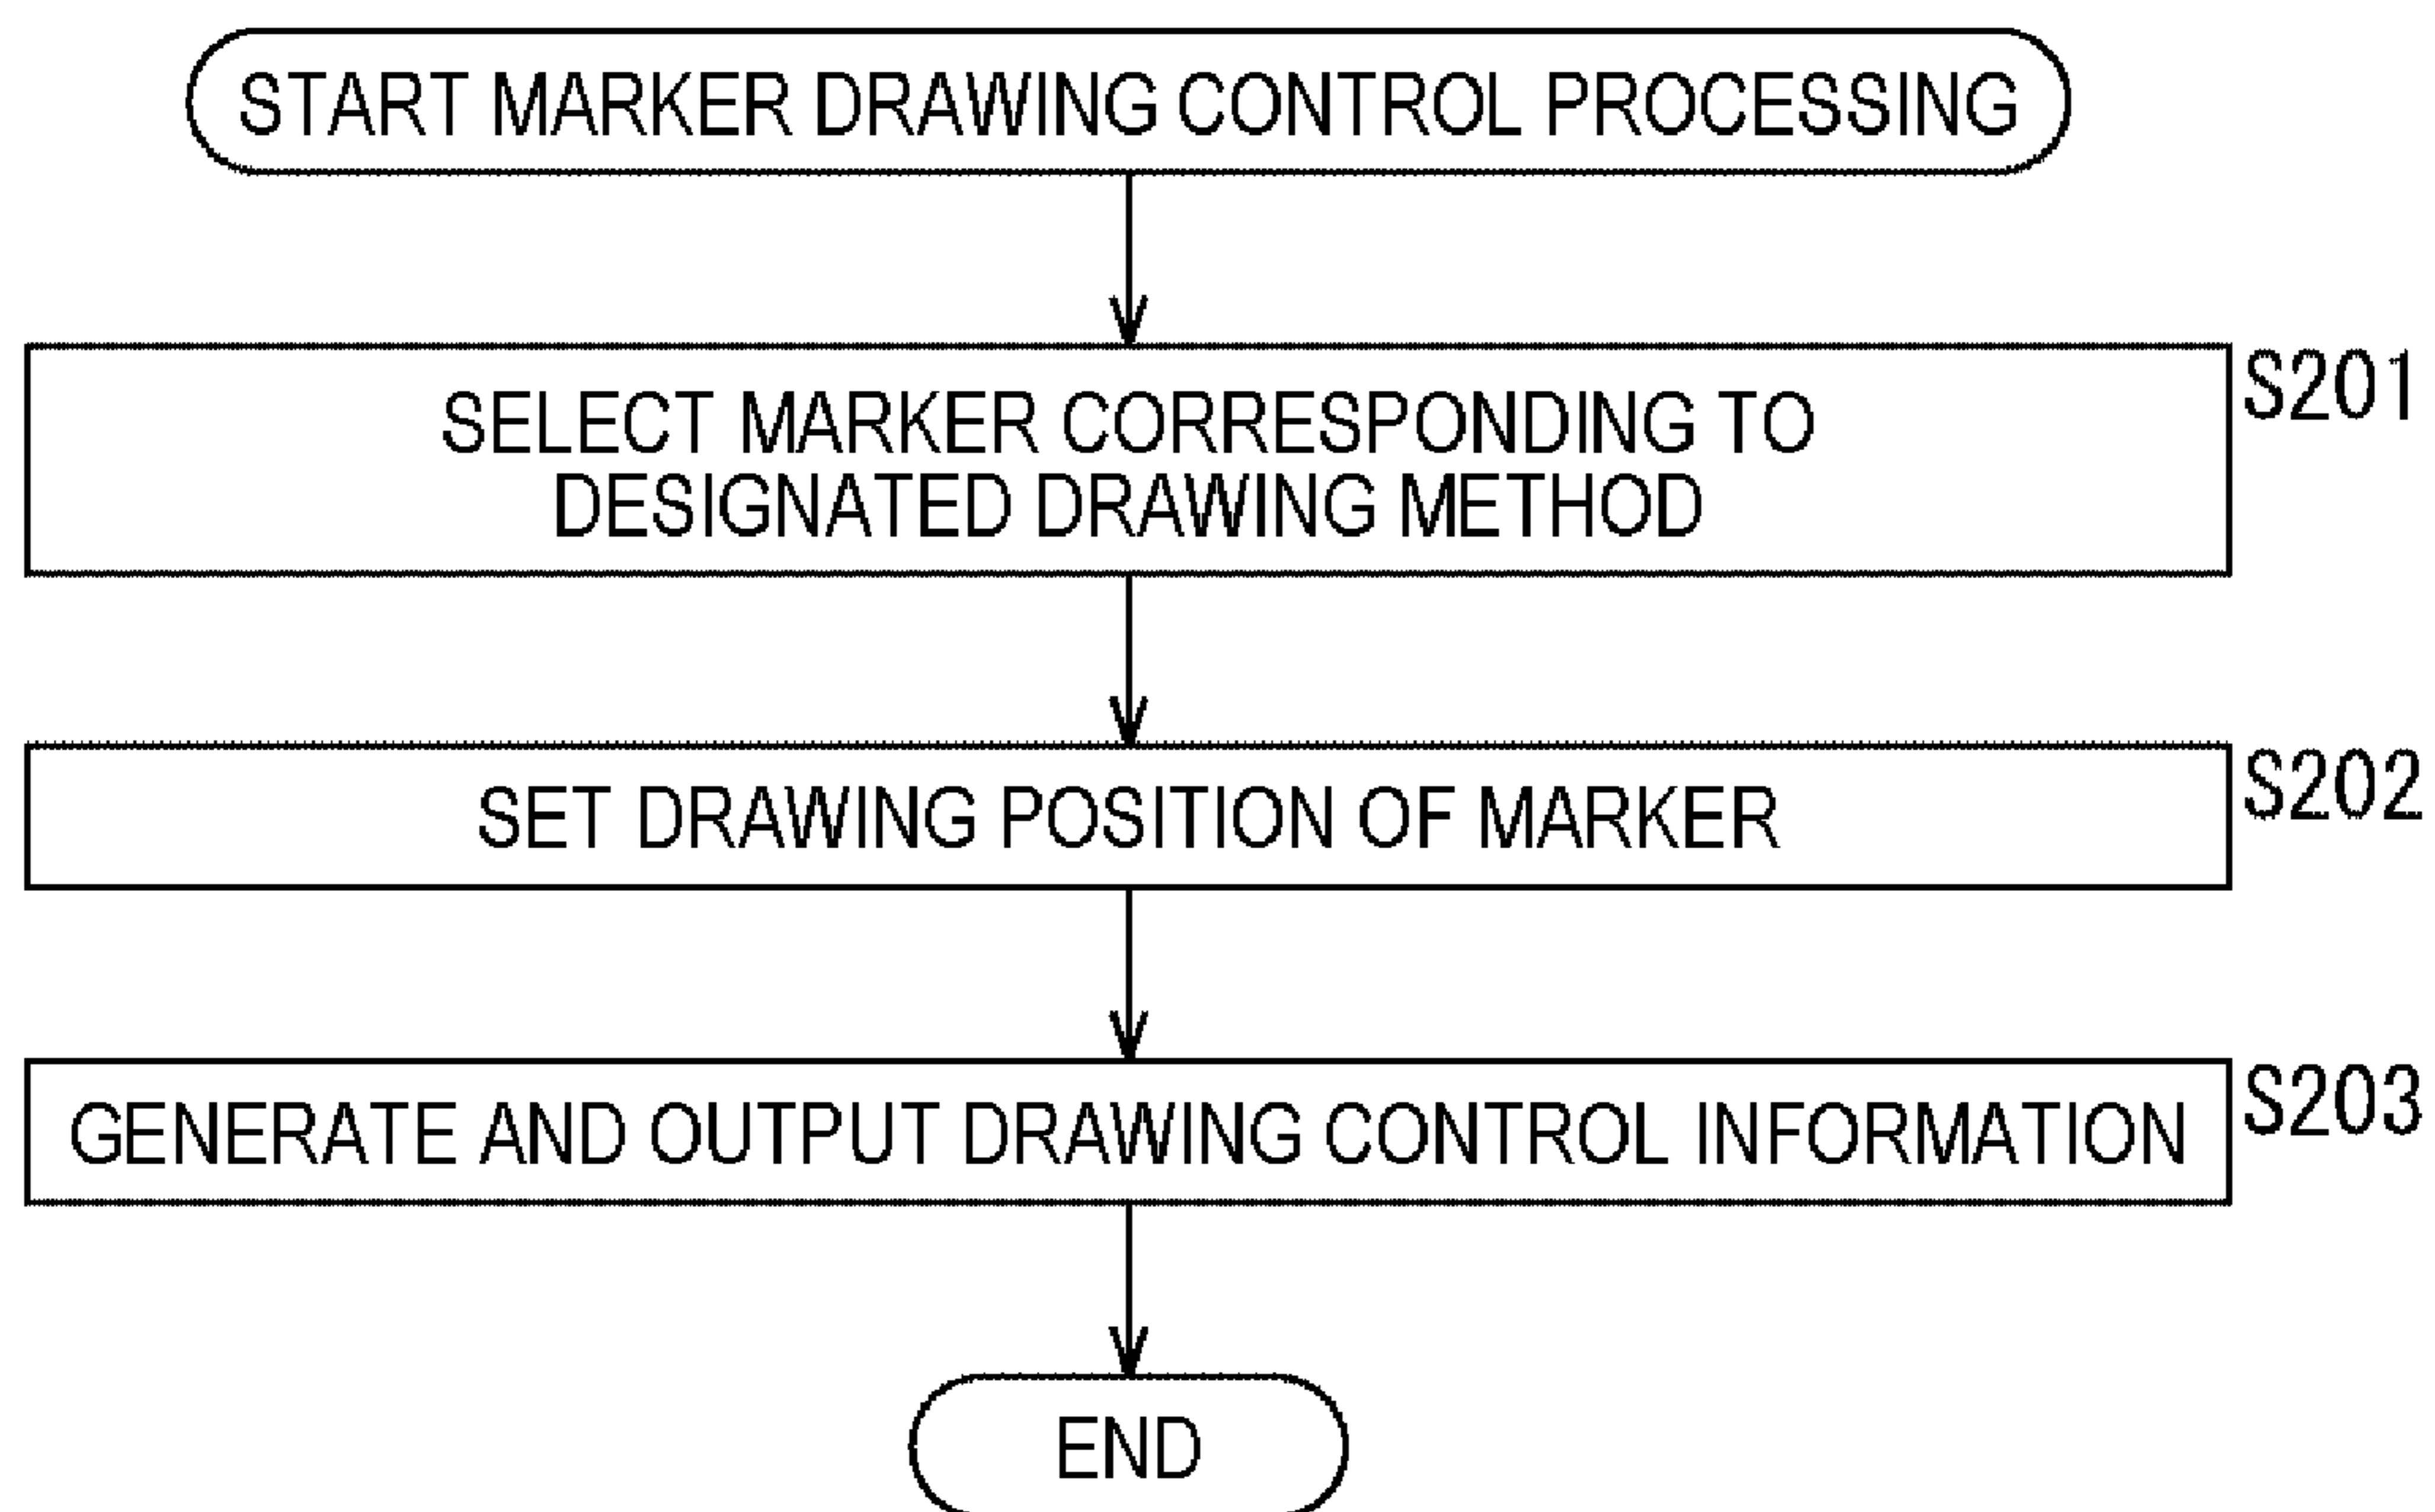 START MARKER DRAWING CONTROL PROCESSING
SELECT MARKER CORRESPONDING TO
DESIGNATED DRAWING METHOD
S201
SET DRAWING POSITION OF MARKER
S202
GENERATE AND OUTPUT DRAWING CONTROL INFORMATION
S203
END